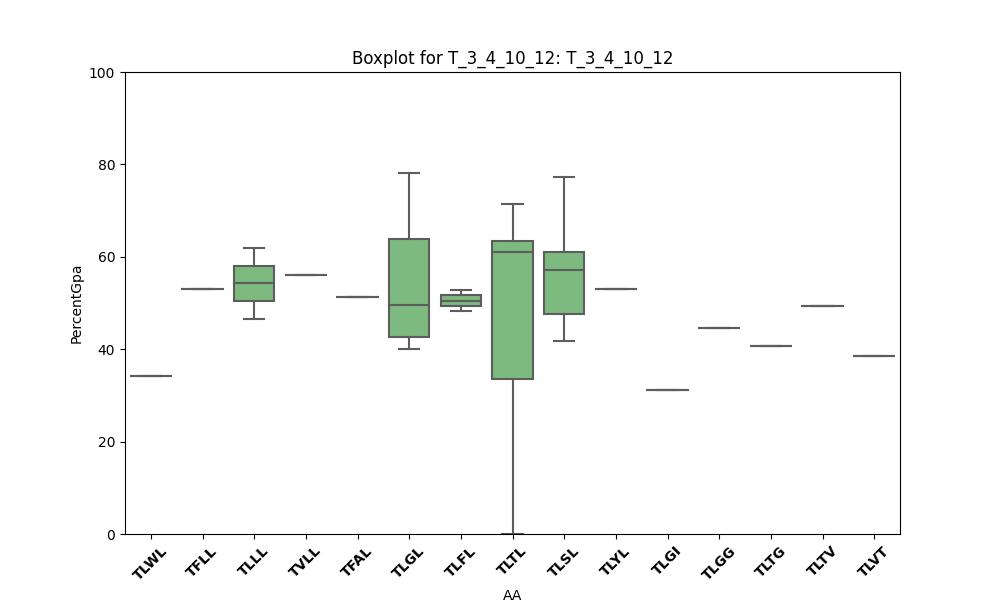 Boxplot for T_3_4_10_12: T_3_4_10_12
100
80
60
40
20
0
PercentGpa
TLWL
TFLL
TLLL
TVLL
TFAL
TLGL
TLFL
TLTL
TLSL
TLYL
TLGI
TLGG
TLTG
TLTV
TLVT
AA